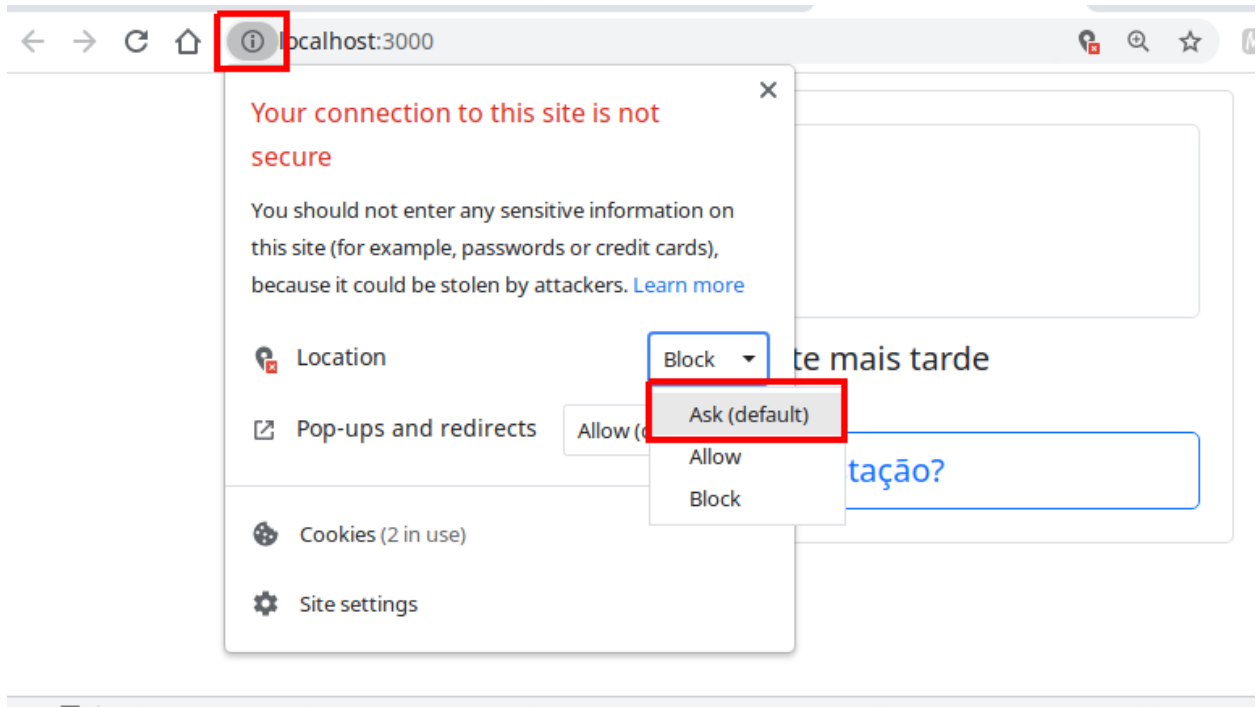 localhost:3000
Your connection to this site is not
secure
You should not enter any sensitive information on
this site (for example, passwords or credit cards),
because it could be stolen by attackers. Learn more
Location
Block
te mais tarde
Ask (default)
Pop-ups and redirects
Allow (
Allow
tação?
Block
Cookies (2 in use)
Site settings